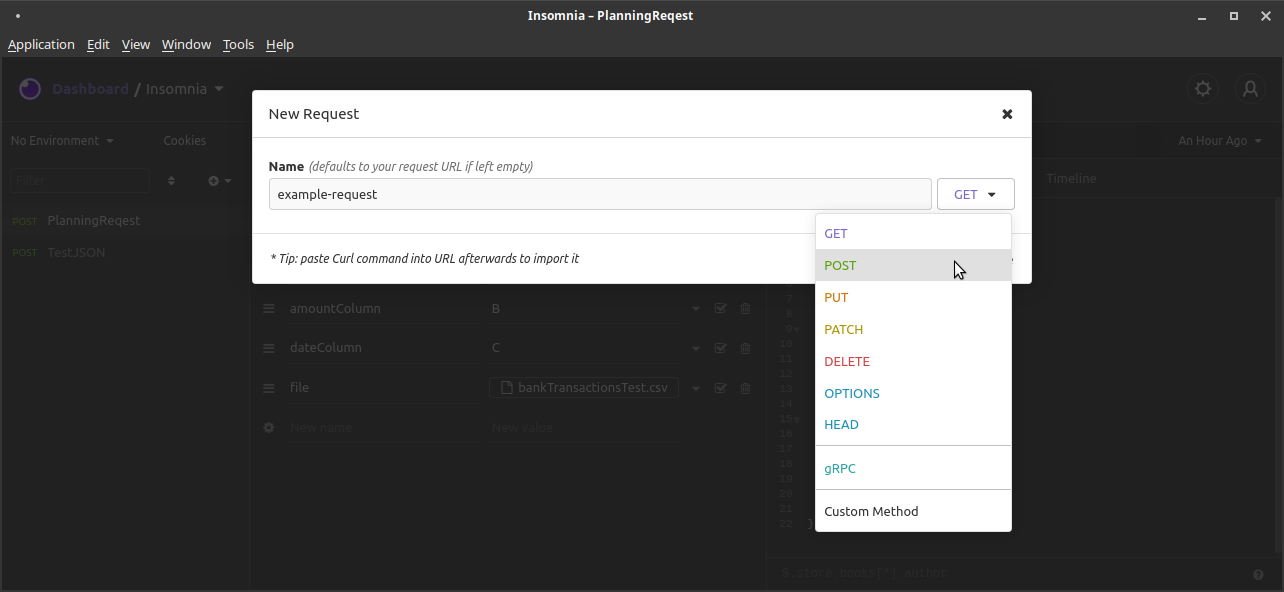 Insomnia – PlanningReqest
Application Edit View Window Tools Help
Dashboard / Insomnia
No Environment Cookies
An Hour Ago
Filter
Timeline
POST PlanningReqest
POST TestJSON
New Request
Name (defaults to your request URL if left empty)
example-request
GET
* Tip: paste Curl command into URL afterwards to import it
GET
POST
PUT
PATCH
DELETE
OPTIONS
HEAD
gRPC
Custom Method
amountColumn B
dateColumn C
file bankTransactionsTest.csv
New name New value
7
8
9
10
11
12
13
14
15
16
17
18
19
20
21
22 }
$.store.books[*].author